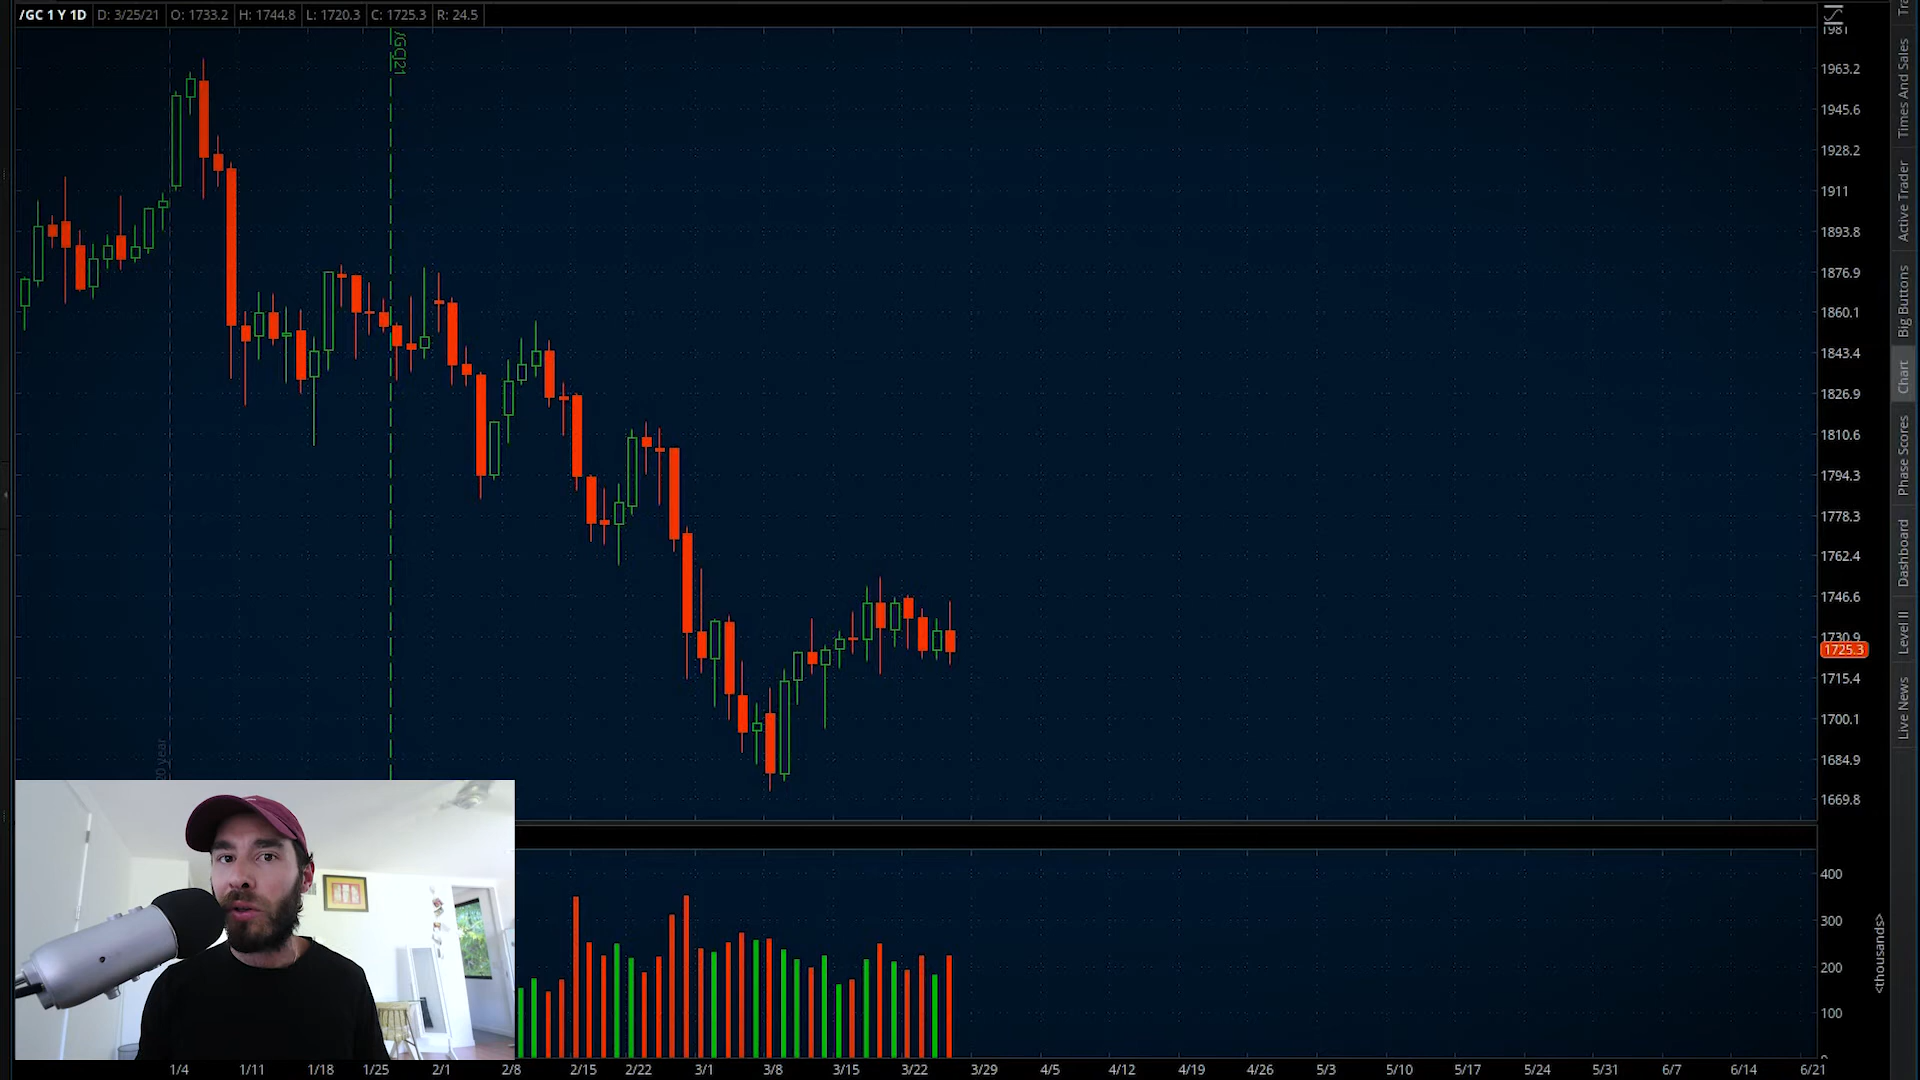 /GC 1 Y 1D D: 3/25/21 O: 1733.2 H: 1744.8 L: 1720.3 C: 1725.3 R: 24.5
/GCJ21
1981
1963.2
1945.6
1928.2
1911
1893.8
1876.9
1860.1
1843.4
1826.9
1810.6
1794.3
1778.3
1762.4
1746.6
1730.9
1725.3
1715.4
1700.1
1684.9
1669.8
20 year
400
300
200
100
0
<thousands>
1/4 1/11 1/18 1/25 2/1 2/8 2/15 2/22 3/1 3/8 3/15 3/22 3/29 4/5 4/12 4/19 4/26 5/3 5/10 5/17 5/24 5/31 6/7 6/14 6/21
Times And Sales
Active Trader
Big Buttons
Chart
Phase Scores
Dashboard
Level II
Live News